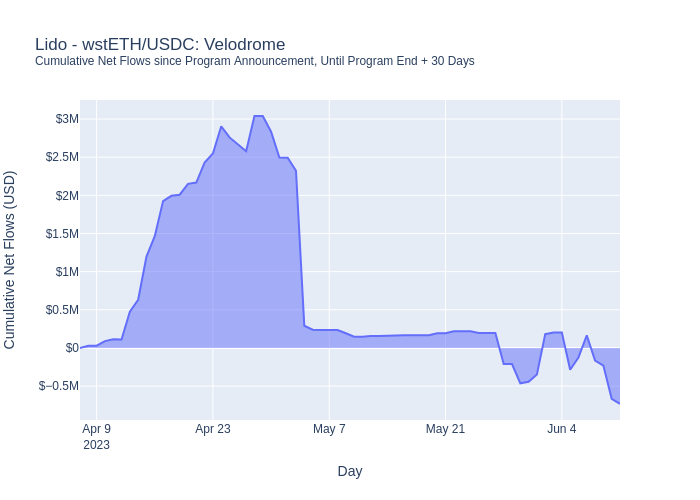 Lido - wstETH/USDC: Velodrome
Cumulative Net Flows since Program Announcement, Until Program End + 30 Days
Cumulative Net Flows (USD)
$3M
$2.5M
$2M
$1.5M
$1M
$0.5M
$0
$−0.5M
Apr 9 Apr 23 May 7 May 21 Jun 4
2023
Day